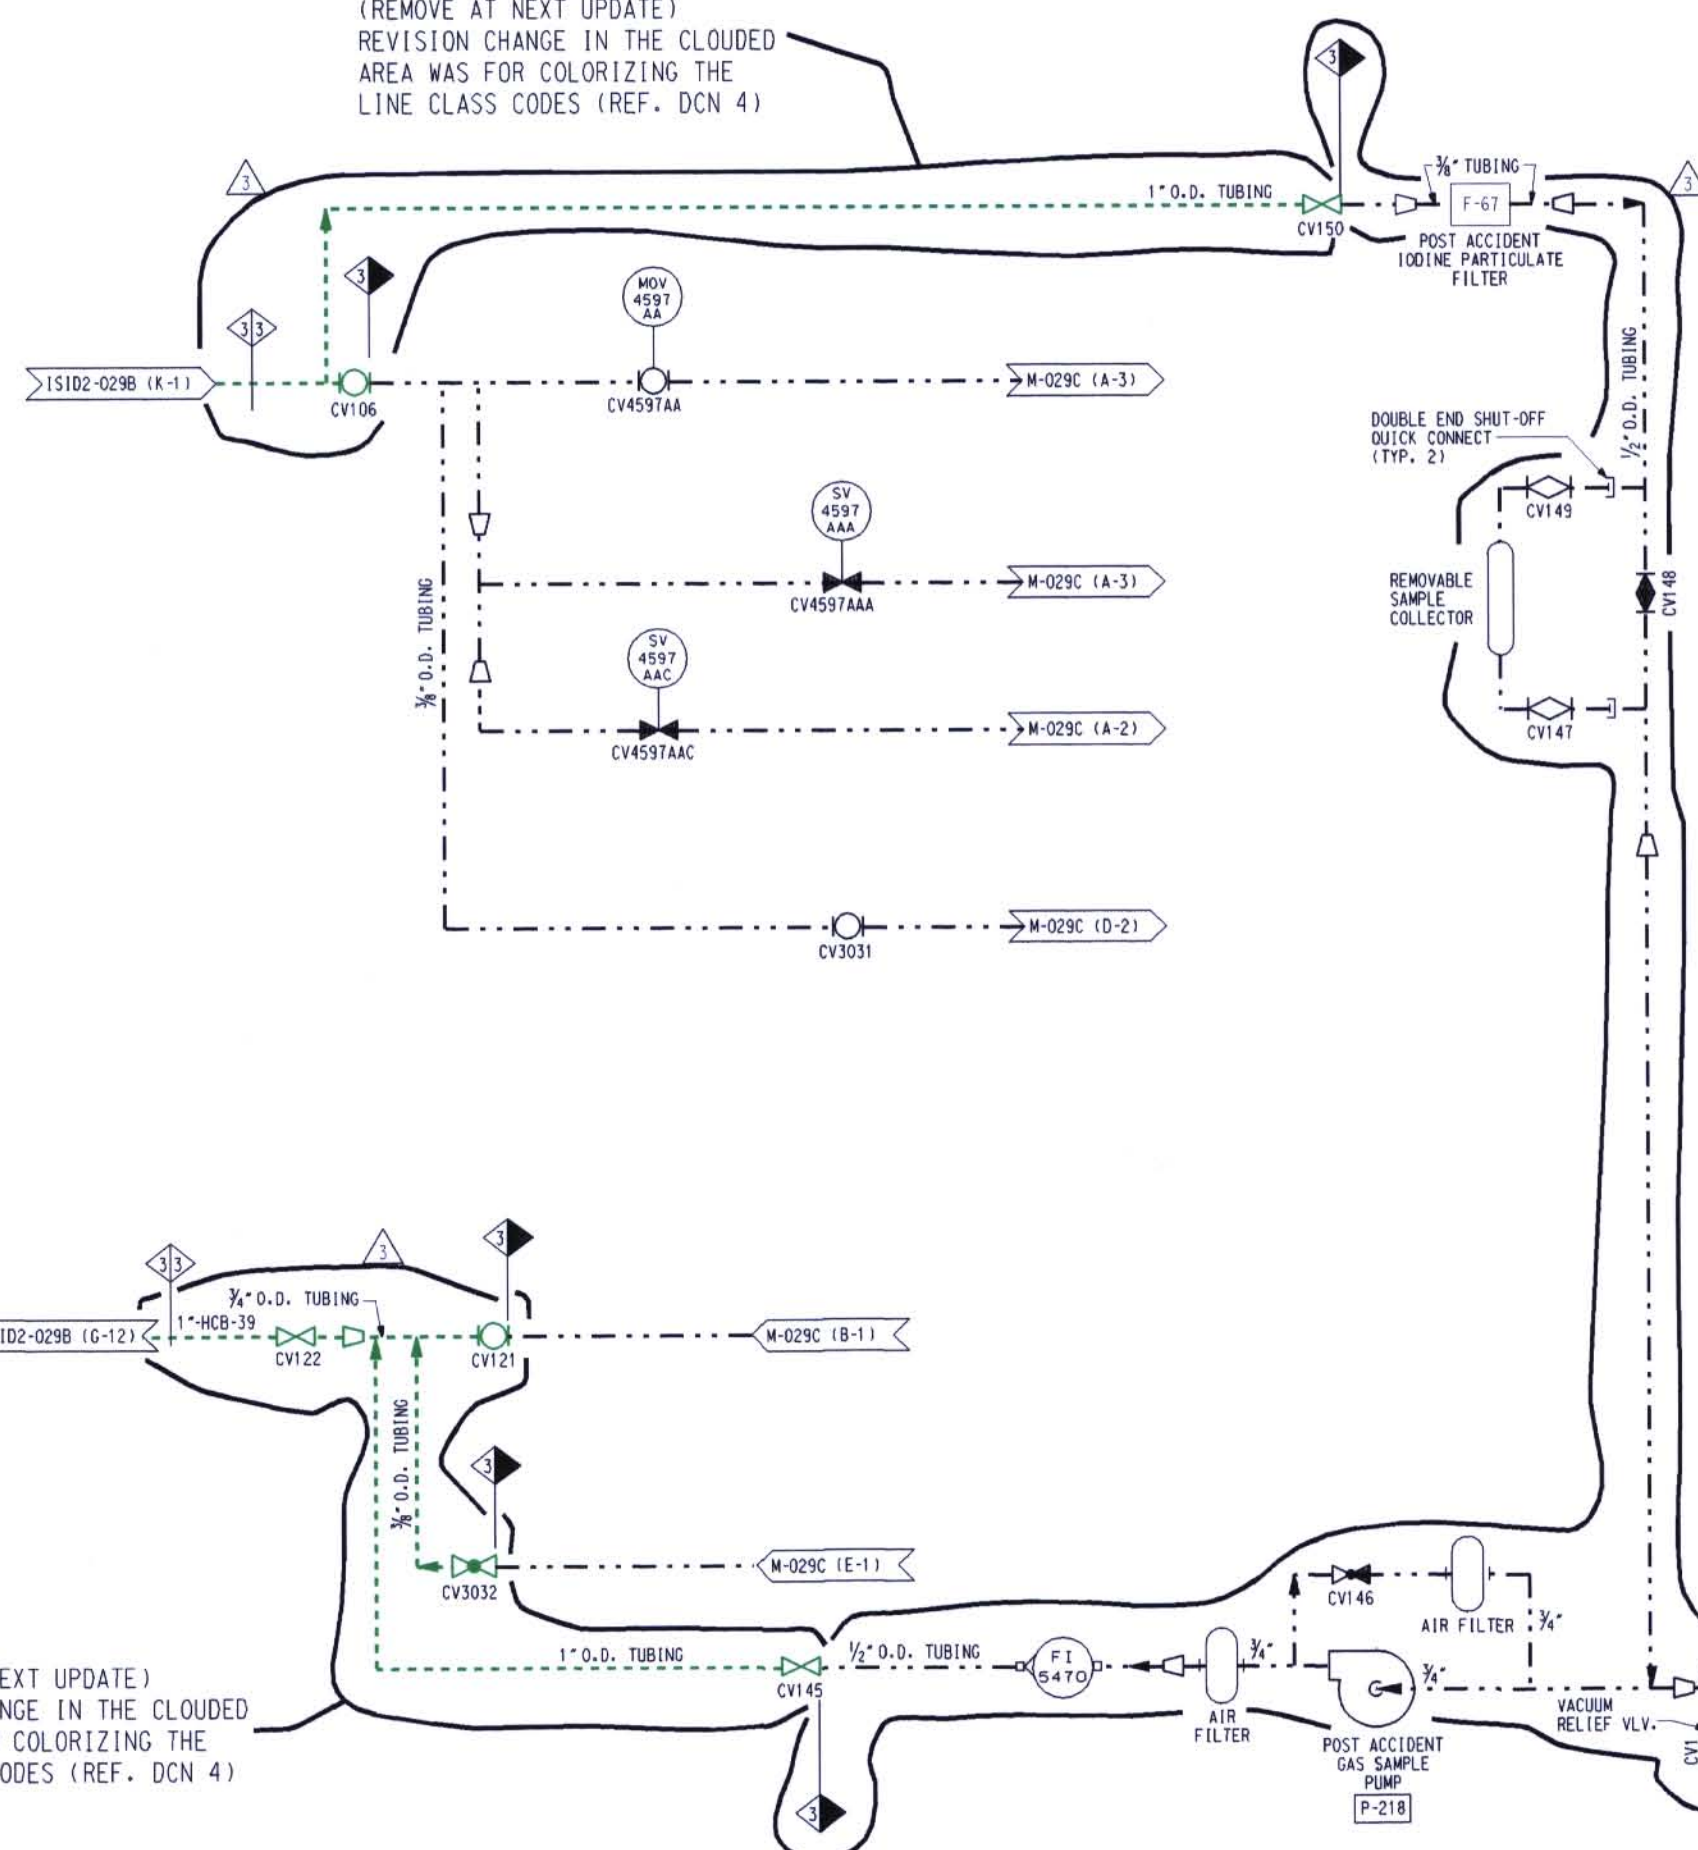 (REMOVE AT NEXT UPDATE)
REVISION CHANGE IN THE CLOUDED
AREA WAS FOR COLORIZING THE
LINE CLASS CODES (REF. DCN 4)
3
3
3
3/8" TUBING
1" O.D. TUBING
F-67
CV150
POST ACCIDENT
IODINE PARTICULATE
FILTER
3
MOV
4597
AA
3 3
ISID2-029B (K-1)
CV106
CV4597AA
M-029C (A-3)
1/2" O.D. TUBING
DOUBLE END SHUT-OFF
QUICK CONNECT
(TYP. 2)
CV149
SV
4597
AAA
3/8" O.D. TUBING
CV4597AAA
M-029C (A-3)
REMOVABLE
SAMPLE
COLLECTOR
CV148
SV
4597
AAC
CV4597AAC
M-029C (A-2)
CV147
CV3031
M-029C (D-2)
3
3
3 3
3/4" O.D. TUBING
1"-HCB-39
ID2-029B (G-12)
CV122
CV121
M-029C (B-1)
3/8" O.D. TUBING
3
CV3032
M-029C (E-1)
CV146
AIR FILTER
3/4"
1" O.D. TUBING
CV145
1/2" O.D. TUBING
FI
5470
3/4"
3/4"
AIR
FILTER
VACUUM
RELIEF VLV.
CV1
POST ACCIDENT
GAS SAMPLE
PUMP
P-218
3
EXT UPDATE)
NGE IN THE CLOUDED
COLORIZING THE
ODES (REF. DCN 4)